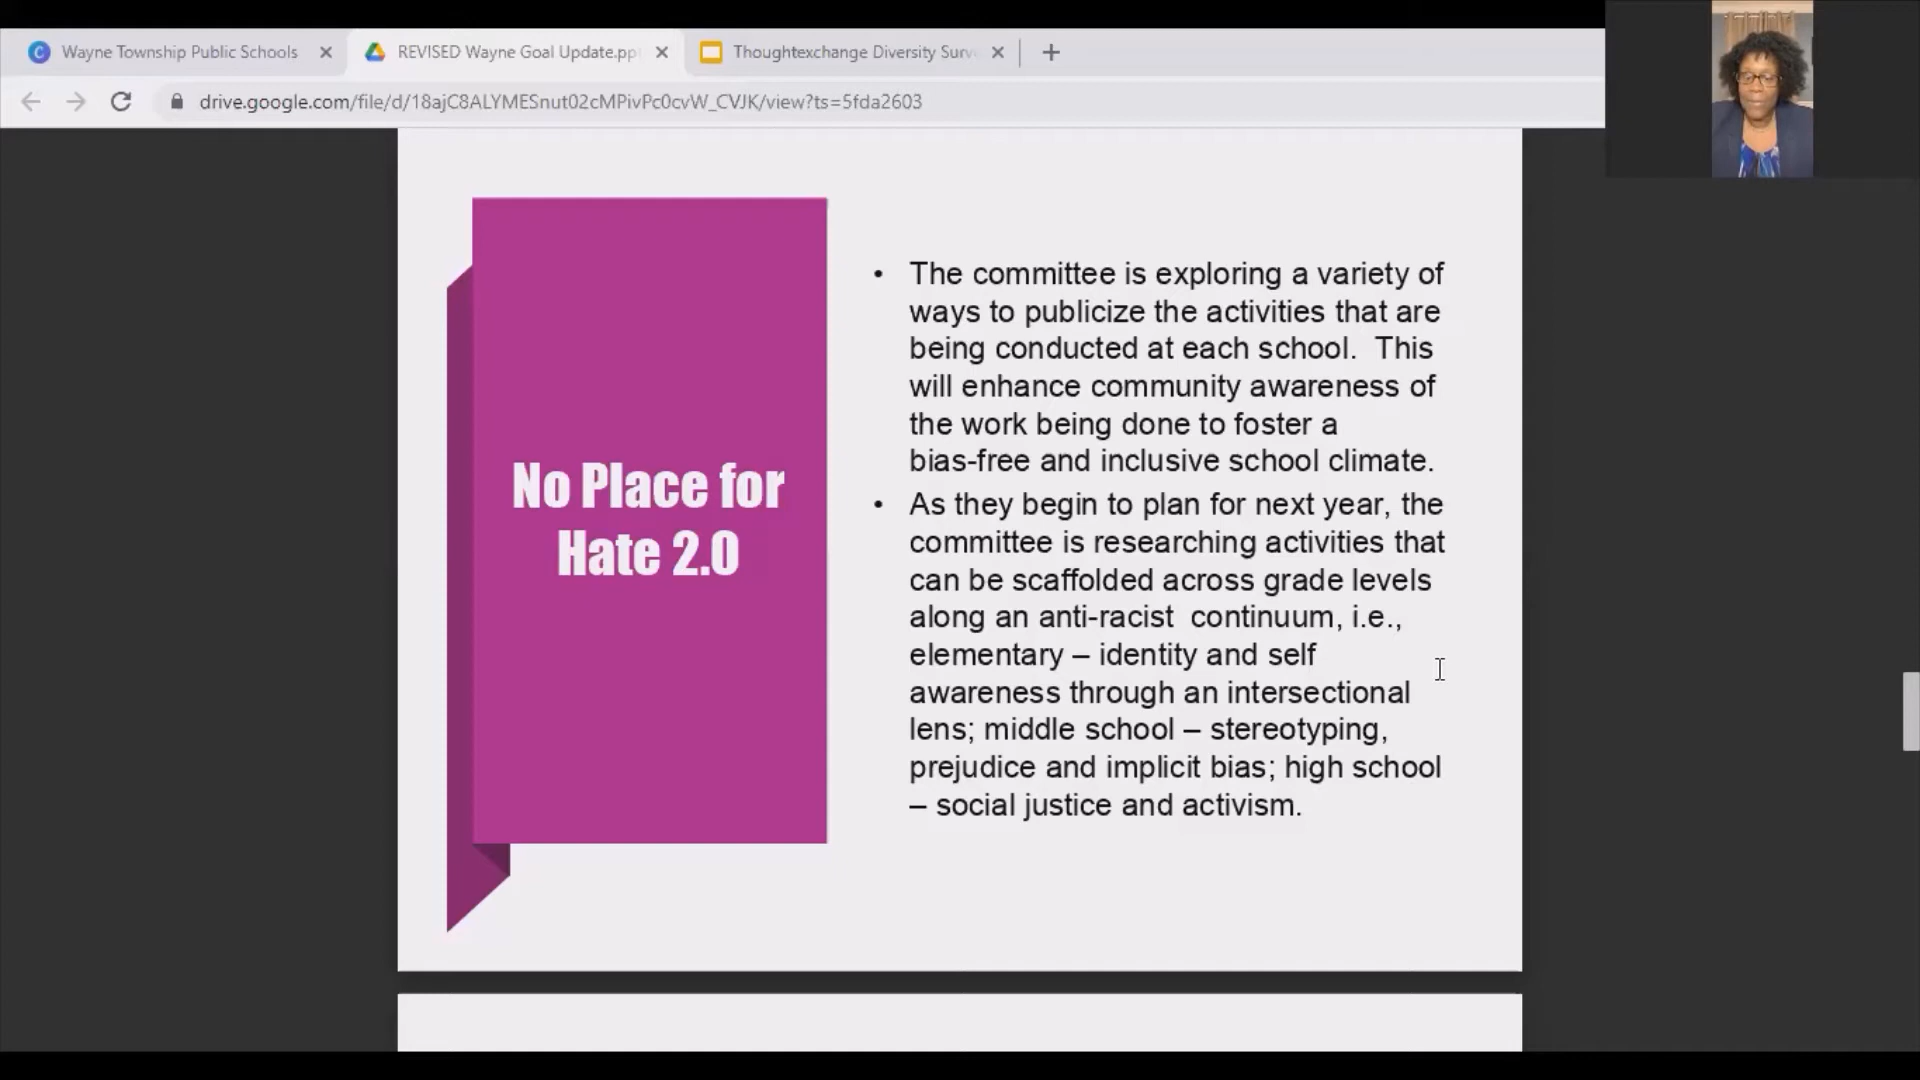 Wayne Township Public Schools
REVISED Wayne Goal Update.pp
Thoughtexchange Diversity Surv
drive.google.com/file/d/18ajC8ALYMESnut02cMPivPc0cvW_CVJK/view?ts=5fda2603
No Place for
Hate 2.0
• The committee is exploring a variety of
ways to publicize the activities that are
being conducted at each school.  This
will enhance community awareness of
the work being done to foster a
bias-free and inclusive school climate.
• As they begin to plan for next year, the
committee is researching activities that
can be scaffolded across grade levels
along an anti-racist  continuum, i.e.,
elementary – identity and self
awareness through an intersectional
lens; middle school – stereotyping,
prejudice and implicit bias; high school
– social justice and activism.